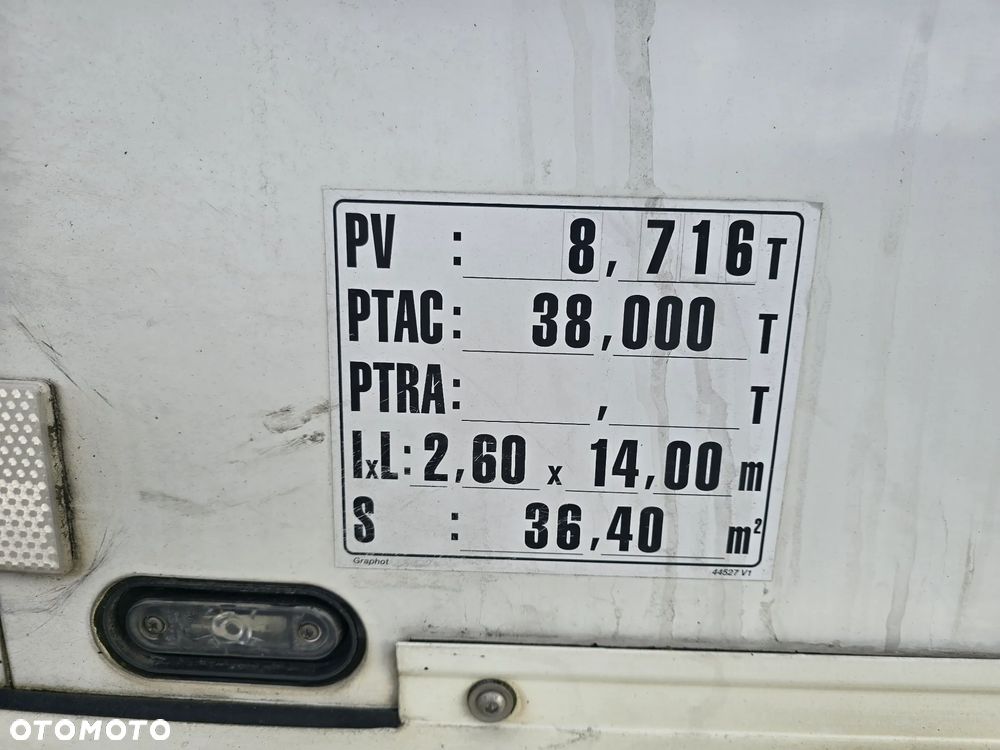 PV : 8,716 T
PTAC : 38,000 T
PTRA : , T
lxL : 2,60 x 14,00 m
S : 36,40 m²
Graphot 44527 V1
OTOMOTO